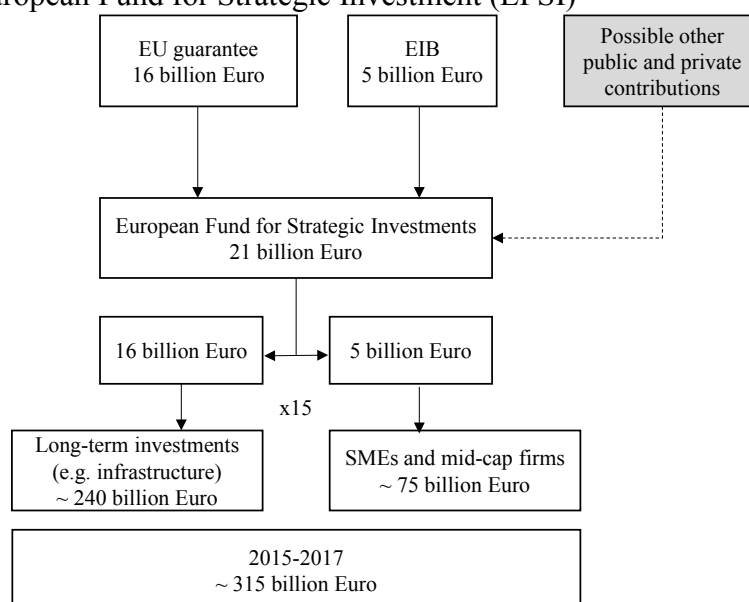 European Fund for Strategic Investment (EFSI)
EU guarantee
16 billion Euro
EIB
5 billion Euro
Possible other
public and private
contributions
European Fund for Strategic Investments
21 billion Euro
16 billion Euro
5 billion Euro
x15
Long-term investments
(e.g. infrastructure)
~ 240 billion Euro
SMEs and mid-cap firms
~ 75 billion Euro
2015-2017
~ 315 billion Euro